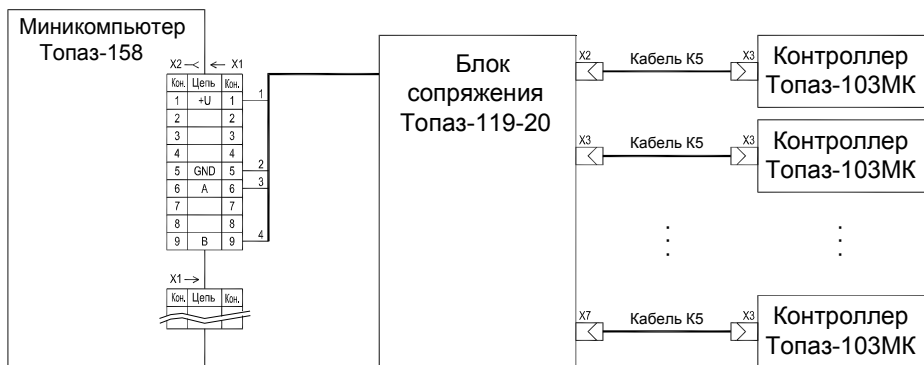 Миникомпьютер
Топаз-158
X2 X1
Кон. Цепь Кон.
1 +U 1 1
2 2
3 3
4 4
5 GND 5 2
6 A 6 3
7 7
8 8
9 B 9 4
X1
Кон. Цепь Кон.
Блок
сопряжения
Топаз-119-20
X2 Кабель К5 X3
Контроллер
Топаз-103МК
X3 Кабель К5 X3
Контроллер
Топаз-103МК
X7 Кабель К5 X3
Контроллер
Топаз-103МК